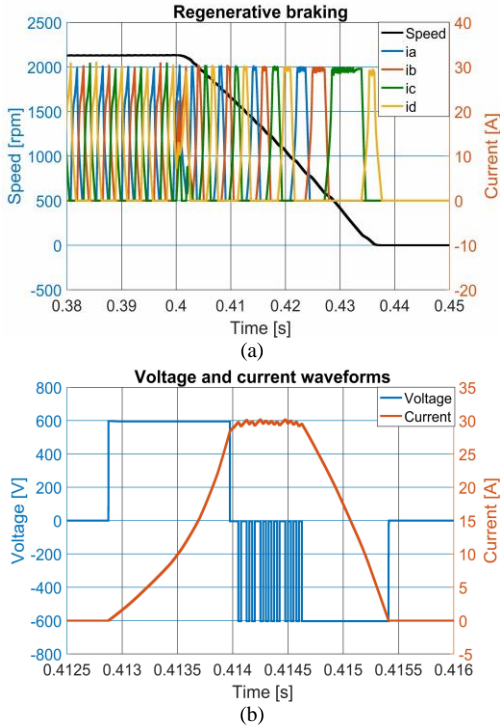 Regenerative braking
Speed [rpm]
2500
2000
1500
1000
500
0
-500
Speed
ia
ib
ic
id
40
30
20
10
0
-10
-20
Current [A]
0.38 0.39 0.4 0.41 0.42 0.43 0.44 0.45
Time [s]
(a)
Voltage and current waveforms
Voltage [V]
800
600
400
200
0
-200
-400
-600
-800
Voltage
Current
35
30
25
20
15
10
5
0
-5
Current [A]
0.4125 0.413 0.4135 0.414 0.4145 0.415 0.4155 0.416
Time [s]
(b)